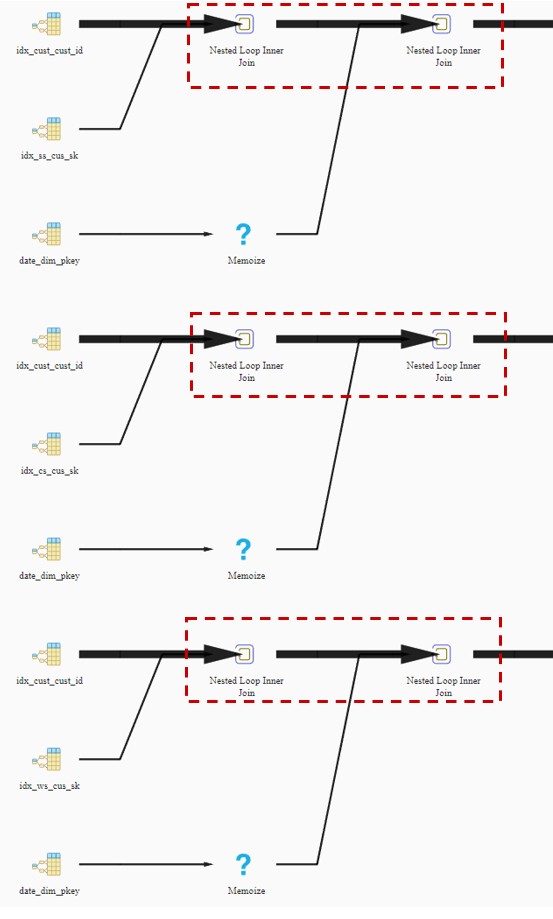 idx_cust_cust_id
Nested Loop Inner
Join
Nested Loop Inner
Join
idx_ss_cus_sk
date_dim_pkey
?
Memoize
idx_cust_cust_id
Nested Loop Inner
Join
Nested Loop Inner
Join
idx_cs_cus_sk
date_dim_pkey
?
Memoize
idx_cust_cust_id
Nested Loop Inner
Join
Nested Loop Inner
Join
idx_ws_cus_sk
date_dim_pkey
?
Memoize